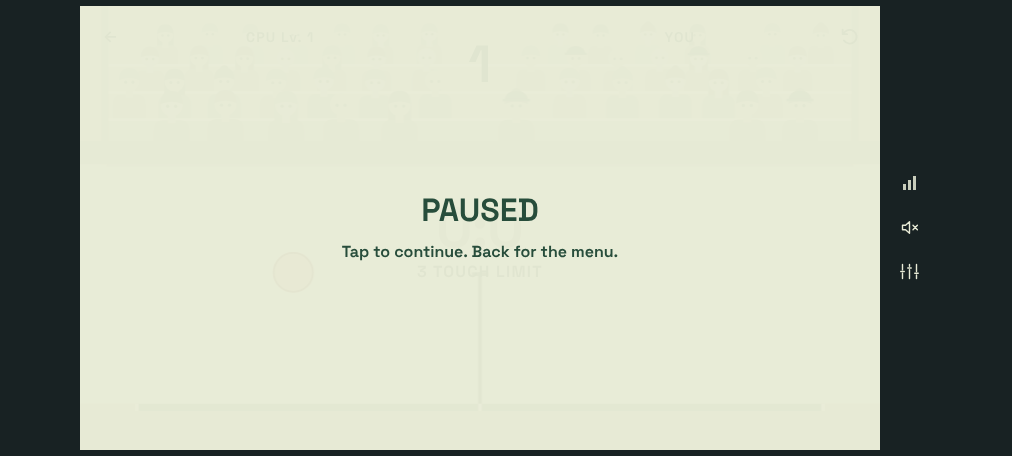 CPU Lv. 1
YOU
1
PAUSED
Tap to continue. Back for the menu.
3 TOUCH LIMIT